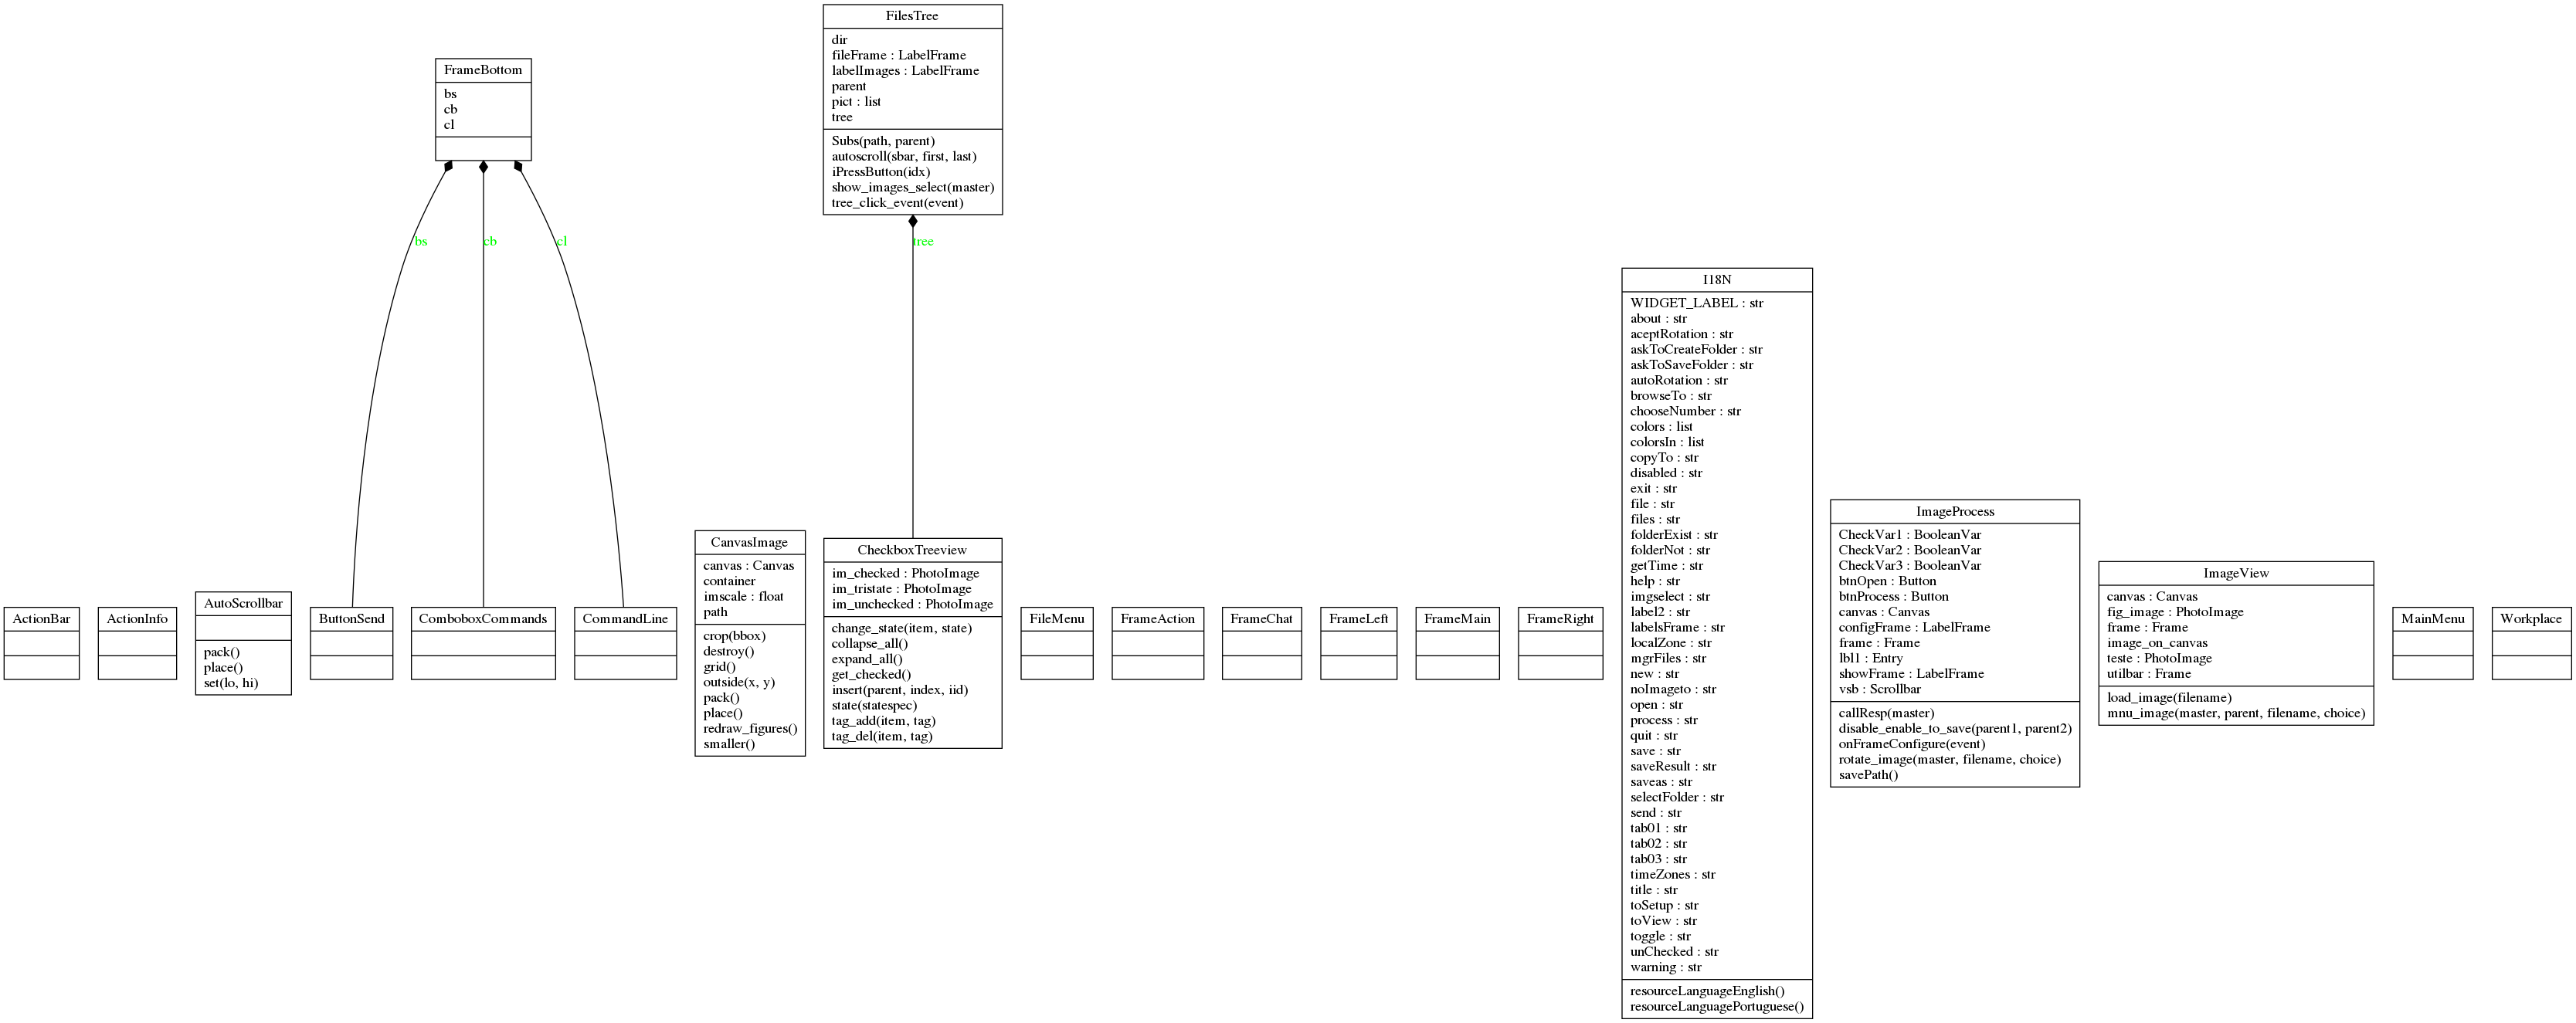 FrameBottom
bs
cb
cl
FilesTree
dir
fileFrame : LabelFrame
labelImages : LabelFrame
parent
pict : list
tree
Subs(path, parent)
autoscroll(sbar, first, last)
iPressButton(idx)
show_images_select(master)
tree_click_event(event)
bs
cb
cl
tree
ActionBar
ActionInfo
AutoScrollbar
pack()
place()
set(lo, hi)
ButtonSend
ComboboxCommands
CommandLine
CanvasImage
canvas : Canvas
container
imscale : float
path
crop(bbox)
destroy()
grid()
outside(x, y)
pack()
place()
redraw_figures()
smaller()
CheckboxTreeview
im_checked : PhotoImage
im_tristate : PhotoImage
im_unchecked : PhotoImage
change_state(item, state)
collapse_all()
expand_all()
get_checked()
insert(parent, index, iid)
state(statespec)
tag_add(item, tag)
tag_del(item, tag)
FileMenu
FrameAction
FrameChat
FrameLeft
FrameMain
FrameRight
I18N
WIDGET_LABEL : str
about : str
aceptRotation : str
askToCreateFolder : str
askToSaveFolder : str
autoRotation : str
browseTo : str
chooseNumber : str
colors : list
colorsIn : list
copyTo : str
disabled : str
exit : str
file : str
files : str
folderExist : str
folderNot : str
getTime : str
help : str
imgselect : str
label2 : str
labelsFrame : str
localZone : str
mgrFiles : str
new : str
noImageto : str
open : str
process : str
quit : str
save : str
saveResult : str
saveas : str
selectFolder : str
send : str
tab01 : str
tab02 : str
tab03 : str
timeZones : str
title : str
toSetup : str
toView : str
toggle : str
unChecked : str
warning : str
resourceLanguageEnglish()
resourceLanguagePortuguese()
ImageProcess
CheckVar1 : BooleanVar
CheckVar2 : BooleanVar
CheckVar3 : BooleanVar
btnOpen : Button
btnProcess : Button
canvas : Canvas
configFrame : LabelFrame
frame : Frame
lbl1 : Entry
showFrame : LabelFrame
vsb : Scrollbar
callResp(master)
disable_enable_to_save(parent1, parent2)
onFrameConfigure(event)
rotate_image(master, filename, choice)
savePath()
ImageView
canvas : Canvas
fig_image : PhotoImage
frame : Frame
image_on_canvas
teste : PhotoImage
utilbar : Frame
load_image(filename)
mnu_image(master, parent, filename, choice)
MainMenu
Workplace